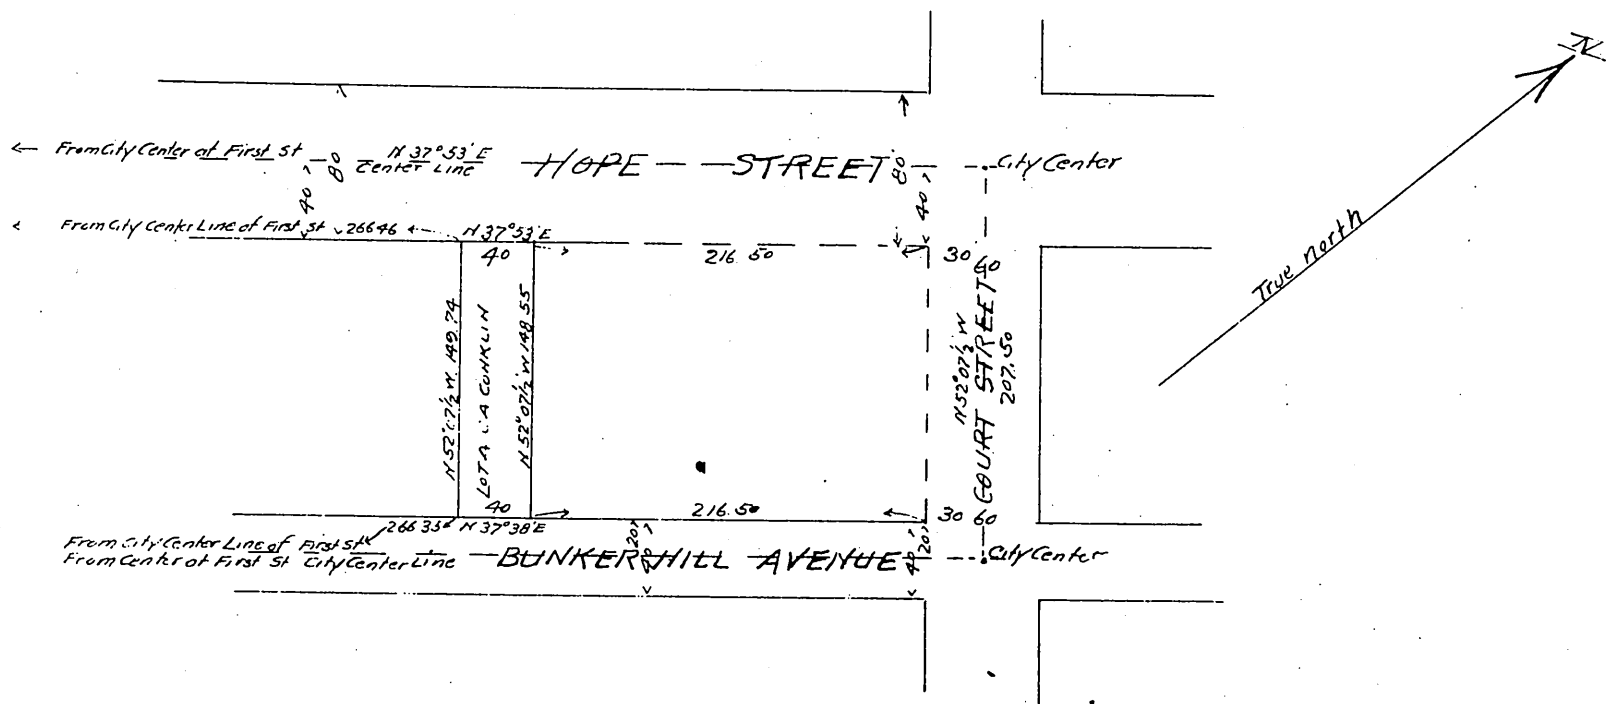 N
True north
From City Center at First St
80
N 37° 53' E
Center Line
HOPE STREET
80
City Center
40
40
From City Center Line of First St 266 46
N 37° 53' E
40
216.50
30
60
N 52° 07½' W. 149.74
LOT A
CONKLIN
N 52° 07½' W 148 55
N 52° 07½' W
COURT STREET
207.50
40
216.50
30 60
266 35
N 37° 38' E
From City Center Line of First St
From Center of First St City Center Line
BUNKER HILL AVENUE
20
40
20
40
City Center